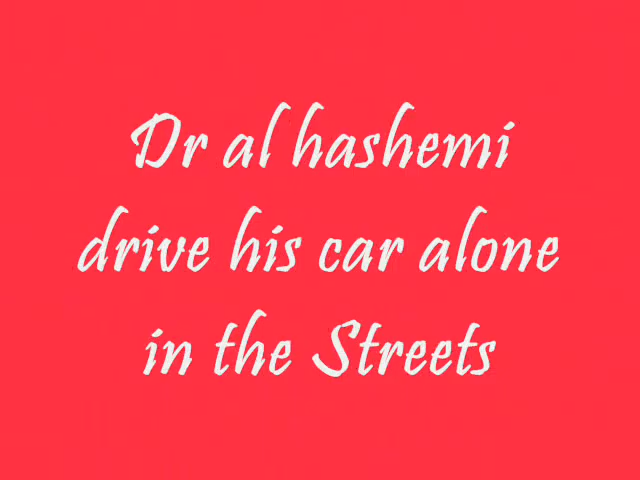 Dr al hashemi
drive his car alone
in the Streets